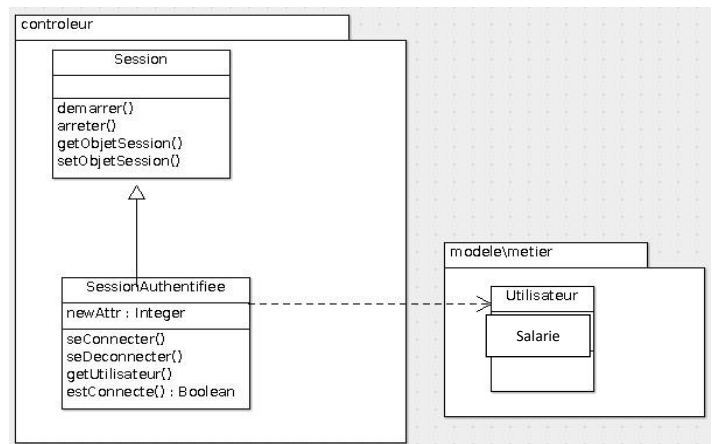 controleur
Session
demarrer()
arreter()
getObjetSession()
setObjetSession()
SessionAuthentifiee
newAttr : Integer
seConnecter()
seDeconnecter()
getUtilisateur()
estConnecte() : Boolean
modele\metier
Utilisateur
Salarie